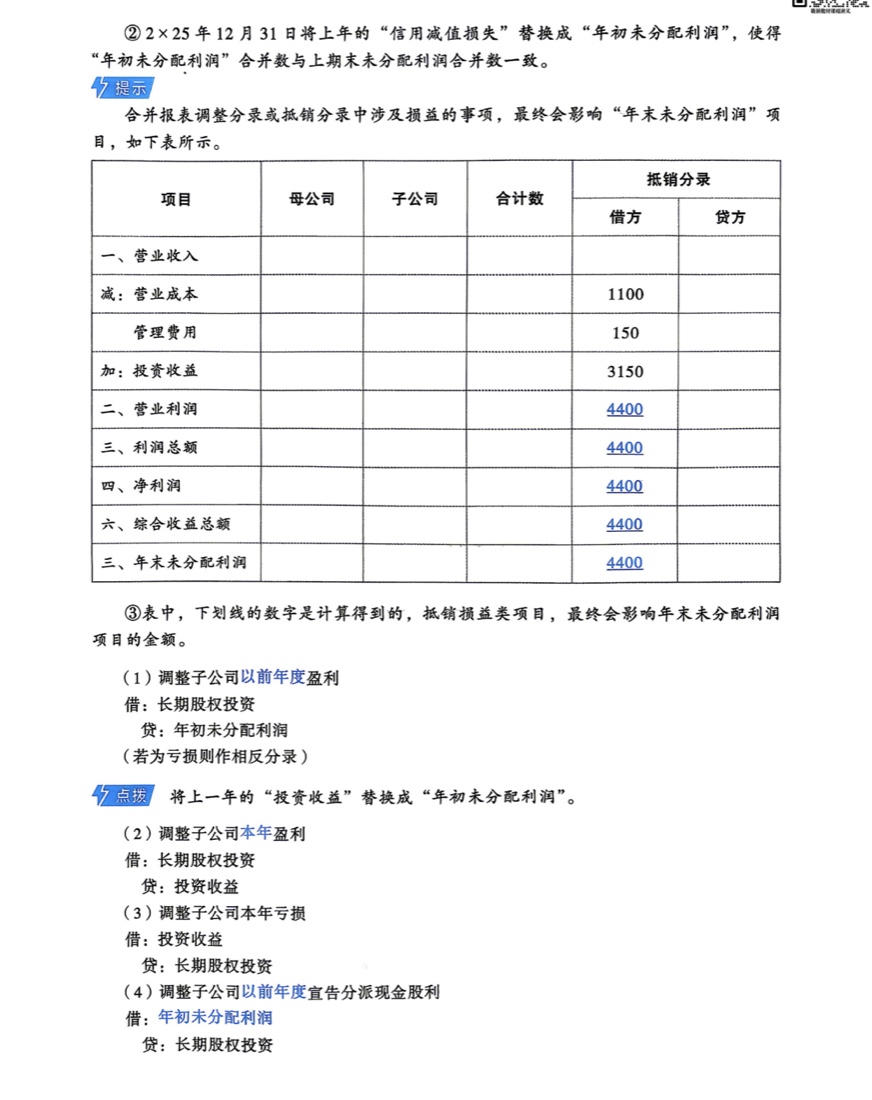 ②2×25年12月31日将上年的“信用减值损失”替换成“年初未分配利润”，使得
“年初未分配利润”合并数与上期末未分配利润合并数一致。
提示
合并报表调整分录或抵销分录中涉及损益的事项，最终会影响“年末未分配利润”项
目，如下表所示。
项目 母公司 子公司 合计数 抵销分录
借方 贷方
一、营业收入
减：营业成本 1100
管理费用 150
加：投资收益 3150
二、营业利润 4400
三、利润总额 4400
四、净利润 4400
六、综合收益总额 4400
三、年末未分配利润 4400
③表中，下划线的数字是计算得到的，抵销损益类项目，最终会影响年末未分配利润
项目的金额。
（1）调整子公司以前年度盈利
借：长期股权投资
贷：年初未分配利润
（若为亏损则作相反分录）
点拨 将上一年的“投资收益”替换成“年初未分配利润”。
（2）调整子公司本年盈利
借：长期股权投资
贷：投资收益
（3）调整子公司本年亏损
借：投资收益
贷：长期股权投资
（4）调整子公司以前年度宣告分派现金股利
借：年初未分配利润
贷：长期股权投资